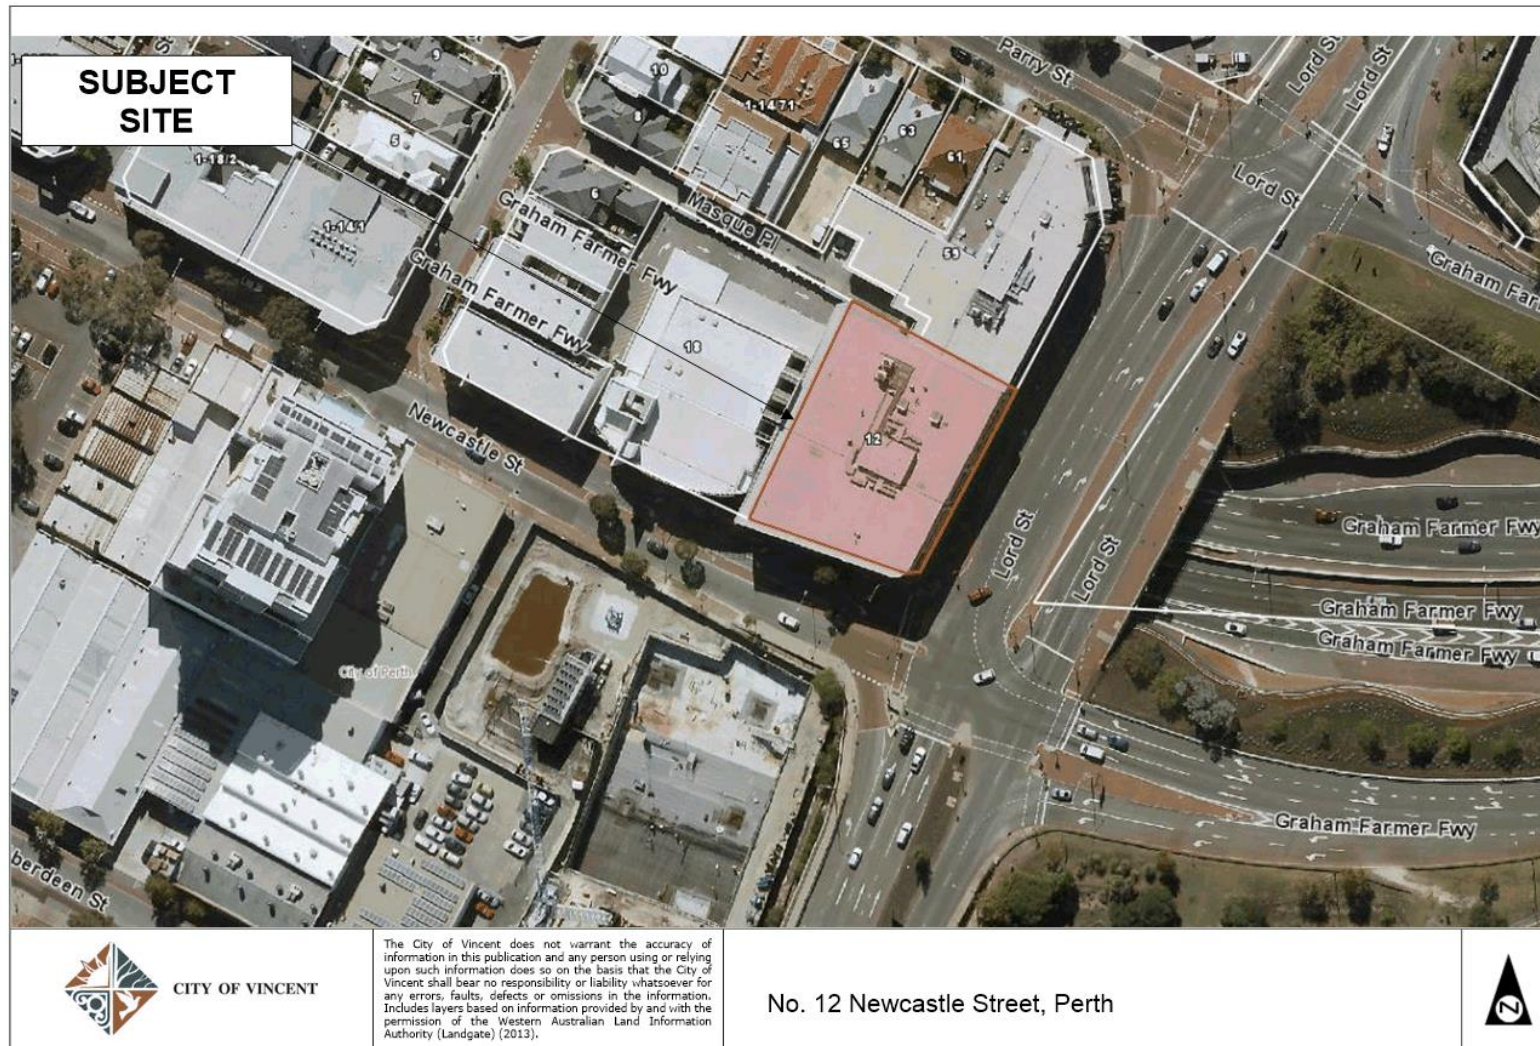 SUBJECT
SITE
Parry St
Lord St
Lord St
9
10
7
1-1471
8
5
65
63
61
1-18/2
Lord St
6
Graham Farmer Fwy
Masque Pl
1-14/1
59
Graham Farmer Fwy
Graham Fa
18
12
Newcastle St
Lord St
Lord St
Graham Farmer Fwy
Graham Farmer Fwy
Graham Farmer Fwy
City of Perth
Graham Farmer Fwy
berdeen St
CITY OF VINCENT
The City of Vincent does not warrant the accuracy of
information in this publication and any person using or relying
upon such information does so on the basis that the City of
Vincent shall bear no responsibility or liability whatsoever for
any errors, faults, defects or omissions in the information.
Includes layers based on information provided by and with the
permission of the Western Australian Land Information
Authority (Landgate) (2013).
No. 12 Newcastle Street, Perth
N